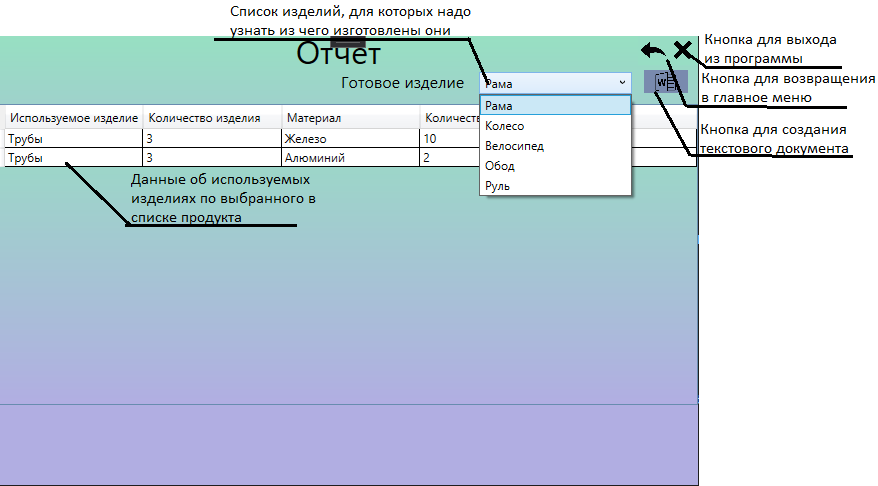 Список изделий, для которых надо
узнать из чего изготовлены они
Отчет
Кнопка для выхода
из программы
Готовое изделие
Рама
W
Кнопка для возвращения
в главное меню
Рама
Колесо
Велосипед
Обод
Руль
Кнопка для создания
текстового документа
Используемое изделие Количество изделия Материал
Трубы 3 Железо 10
Трубы 3 Алюминий 2
Данные об используемых
изделиях по выбранного в
списке продукта